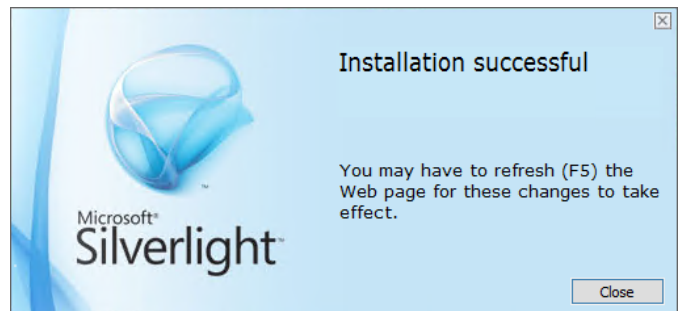 Installation successful
You may have to refresh (F5) the
Web page for these changes to take
effect.
Microsoft®
Silverlight™
Close